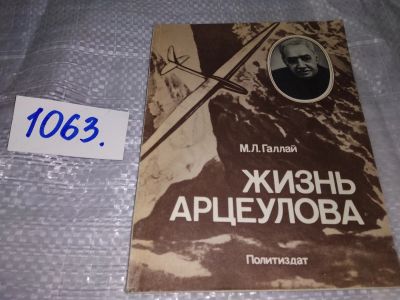 1063.
М.Л.Галлай
ЖИЗНЬ
АРЦЕУЛОВА
Политиздат